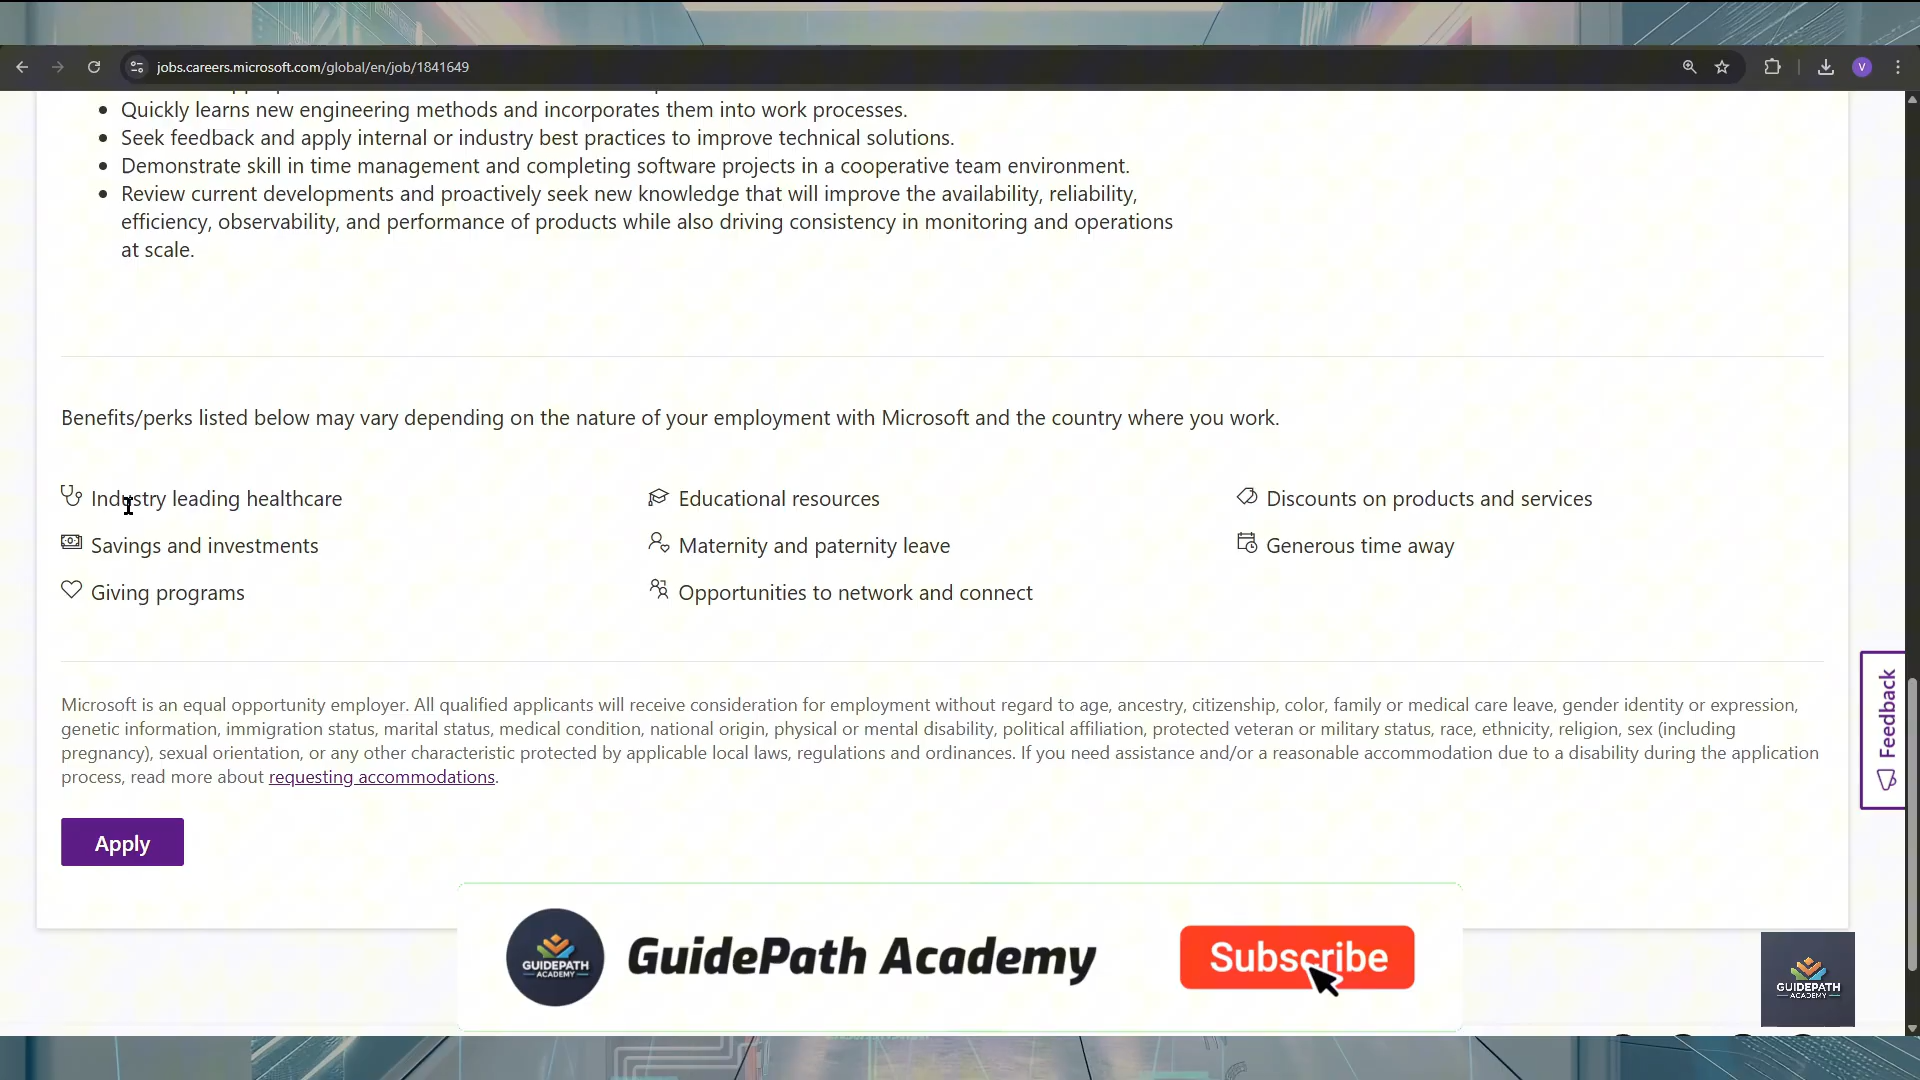 jobs.careers.microsoft.com/global/en/job/1841649
V
Quickly learns new engineering methods and incorporates them into work processes.
Seek feedback and apply internal or industry best practices to improve technical solutions.
Demonstrate skill in time management and completing software projects in a cooperative team environment.
Review current developments and proactively seek new knowledge that will improve the availability, reliability,
efficiency, observability, and performance of products while also driving consistency in monitoring and operations
at scale.
Benefits/perks listed below may vary depending on the nature of your employment with Microsoft and the country where you work.
Industry leading healthcare
Educational resources
Discounts on products and services
Savings and investments
Maternity and paternity leave
Generous time away
Giving programs
Opportunities to network and connect
Microsoft is an equal opportunity employer. All qualified applicants will receive consideration for employment without regard to age, ancestry, citizenship, color, family or medical care leave, gender identity or expression,
genetic information, immigration status, marital status, medical condition, national origin, physical or mental disability, political affiliation, protected veteran or military status, race, ethnicity, religion, sex (including
pregnancy), sexual orientation, or any other characteristic protected by applicable local laws, regulations and ordinances. If you need assistance and/or a reasonable accommodation due to a disability during the application
process, read more about requesting accommodations.
Feedback
Apply
GUIDEPATH
ACADEMY
GuidePath Academy
Subscribe
GUIDEPATH
ACADEMY